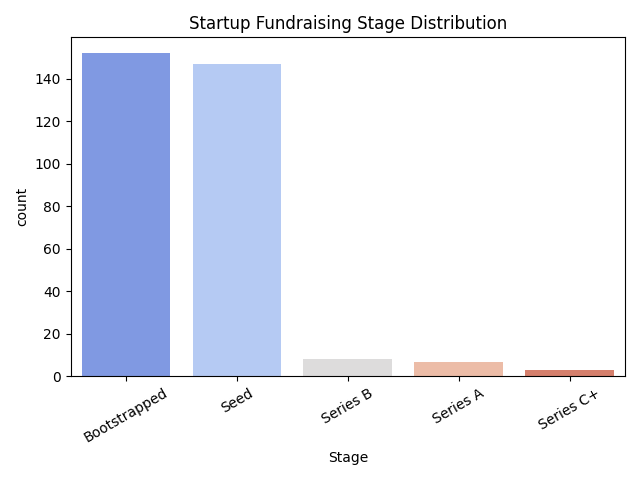 Startup Fundraising Stage Distribution
count
140
120
100
80
60
40
20
0
Bootstrapped
Seed
Series B
Series A
Series C+
Stage